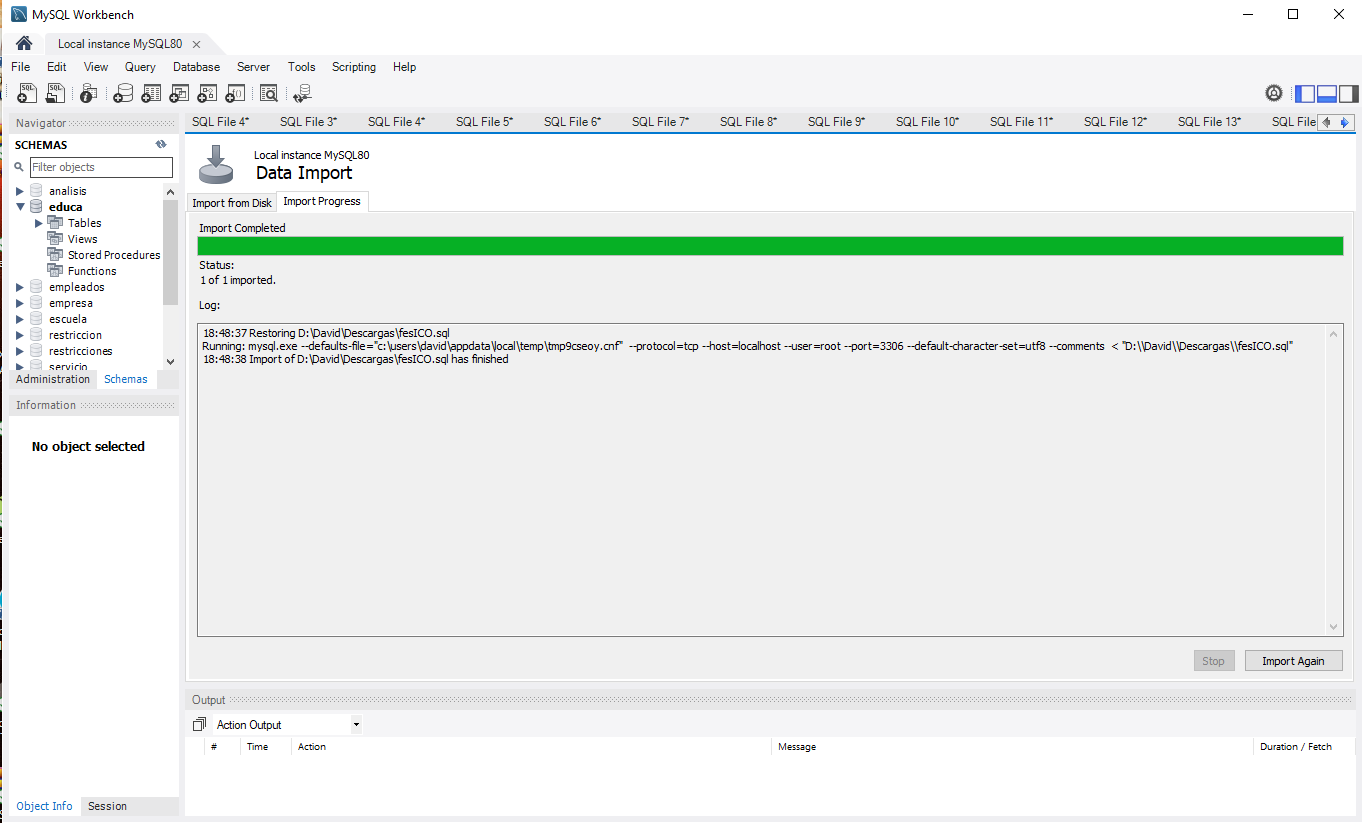 MySQL Workbench
Local instance MySQL80
File Edit View Query Database Server Tools Scripting Help
Navigator
SCHEMAS
Filter objects
analisis
educa
Tables
Views
Stored Procedures
Functions
empleados
empresa
escuela
restriccion
restricciones
servicio
Administration Schemas
Information
No object selected
Object Info Session
SQL File 4* SQL File 3* SQL File 4* SQL File 5* SQL File 6* SQL File 7* SQL File 8* SQL File 9* SQL File 10* SQL File 11* SQL File 12* SQL File 13* SQL File
Local instance MySQL80
Data Import
Import from Disk Import Progress
Import Completed
Status:
1 of 1 imported.
Log:
18:48:37 Restoring D:\David\Descargas\fesICO.sql
Running: mysql.exe --defaults-file="c:\users\david\appdata\local\temp\tmp9cseoy.cnf" --protocol=tcp --host=localhost --user=root --port=3306 --default-character-set=utf8 --comments < "D:\\David\\Descargas\\fesICO.sql"
18:48:38 Import of D:\David\Descargas\fesICO.sql has finished
Stop Import Again
Output
Action Output
# Time Action Message Duration / Fetch